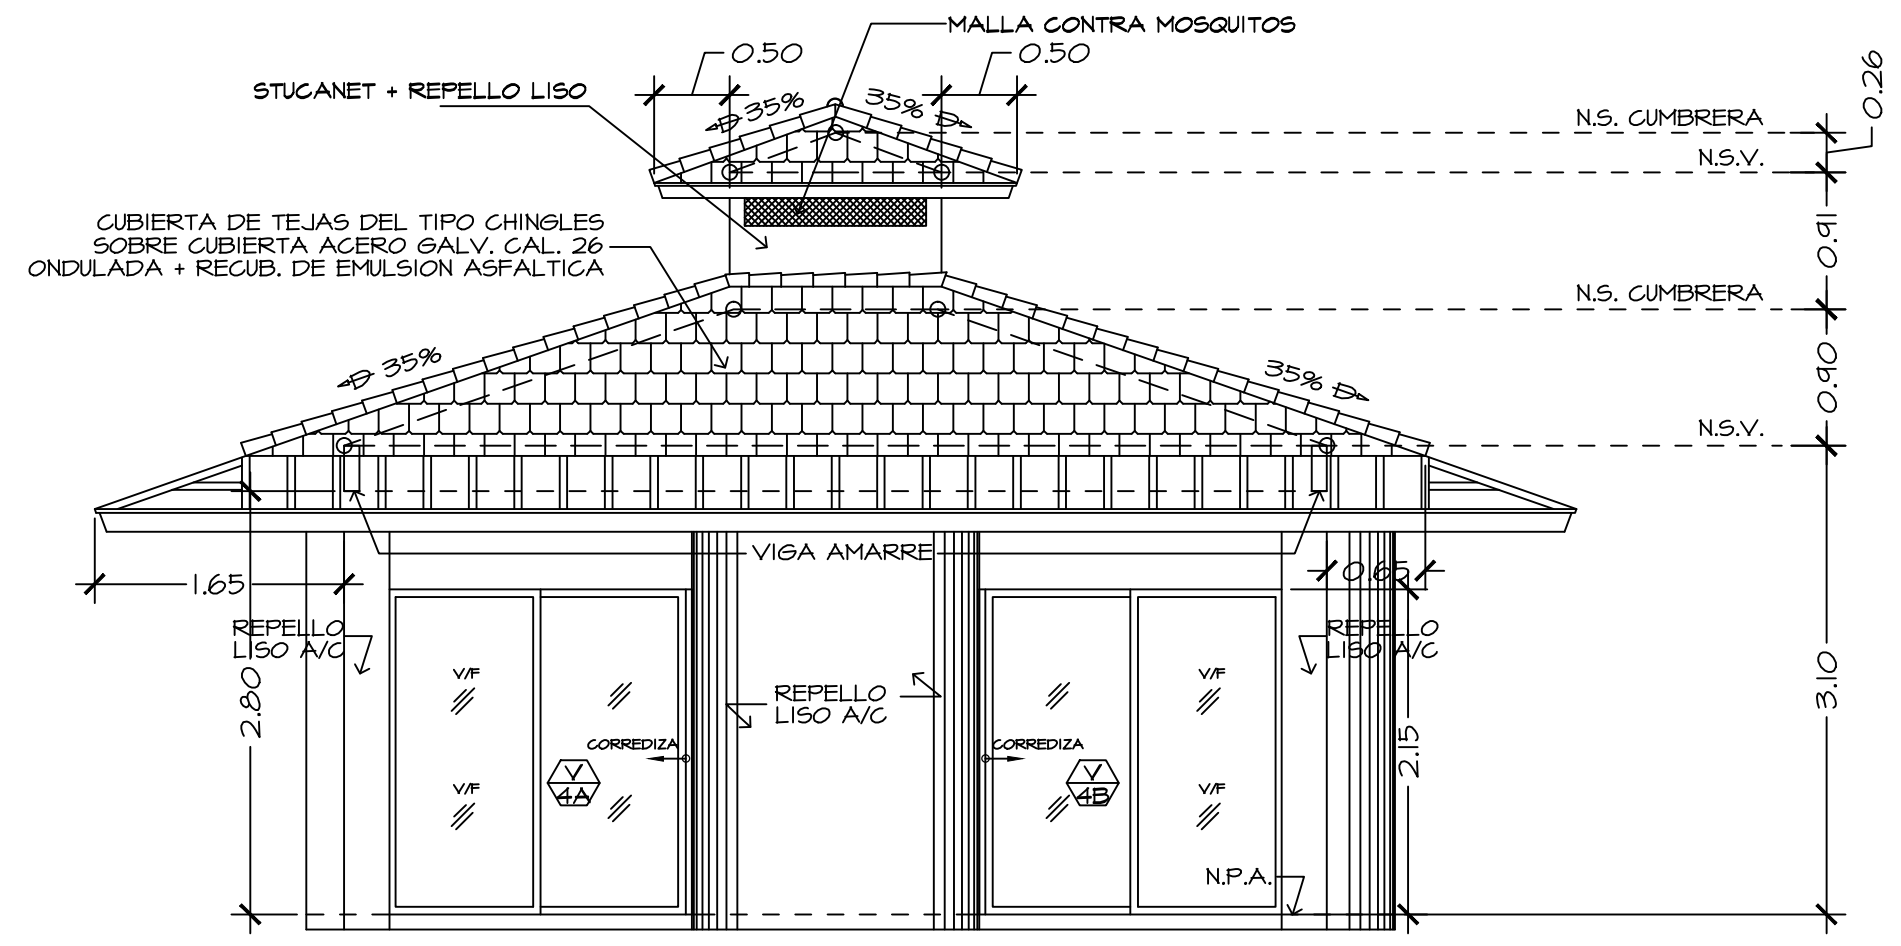 MALLA CONTRA MOSQUITOS
0.50
0.50
0.26
STUCANET + REPELLO LISO
35%
35%
N.S. CUMBRERA
N.S.V.
CUBIERTA DE TEJAS DEL TIPO CHINGLES
SOBRE CUBIERTA ACERO GALV. CAL. 26
ONDULADA + RECUB. DE EMULSION ASFALTICA
0.91
N.S. CUMBRERA
35%
35%
0.90
N.S.V.
VIGA AMARRE
1.65
0.65
REPELLO
LISO A/C
REPELLO
LISO A/C
2.80
V/F
V/F
3.10
REPELLO
LISO A/C
CORREDIZA
CORREDIZA
2.15
V
4A
V
4B
V/F
V/F
N.P.A.